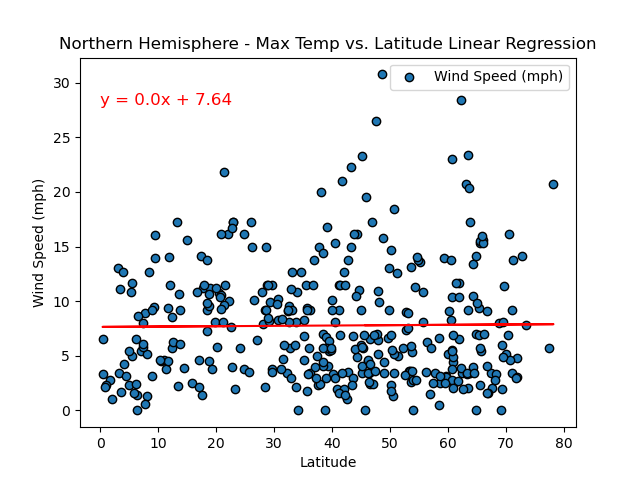 Northern Hemisphere - Max Temp vs. Latitude Linear Regression
Wind Speed (mph)
y = 0.0x + 7.64
Wind Speed (mph)
30
25
20
15
10
5
0
0 10 20 30 40 50 60 70 80
Latitude